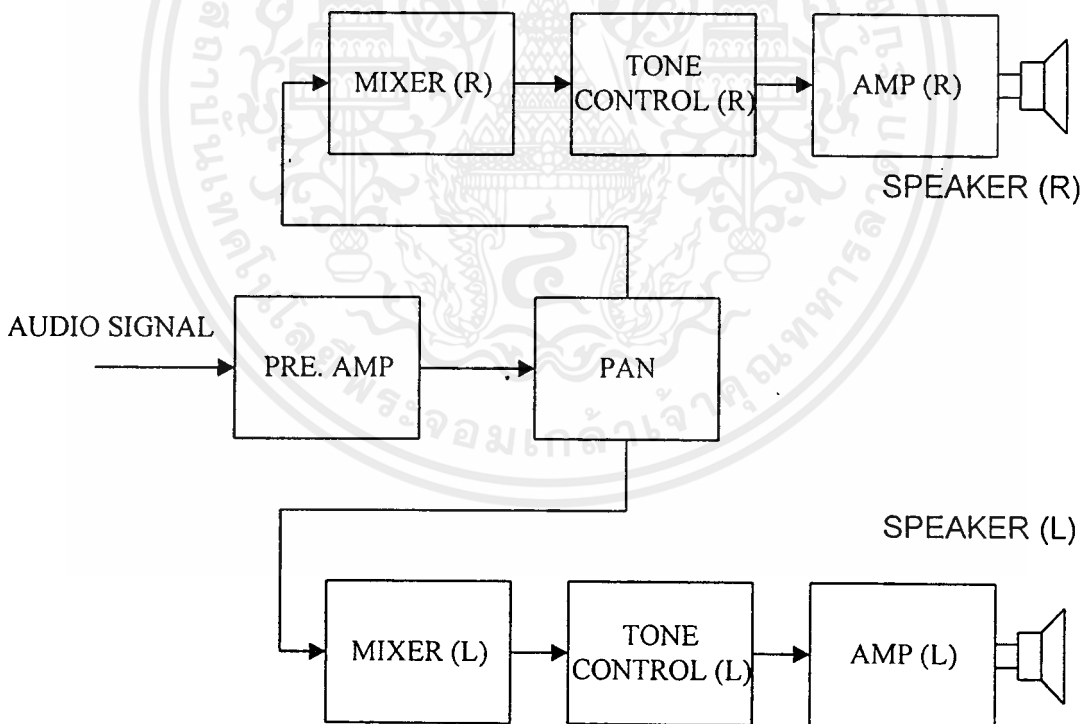 MIXER (R)
TONE
CONTROL (R)
AMP (R)
SPEAKER (R)
AUDIO SIGNAL
PRE. AMP
PAN
SPEAKER (L)
MIXER (L)
TONE
CONTROL (L)
AMP (L)